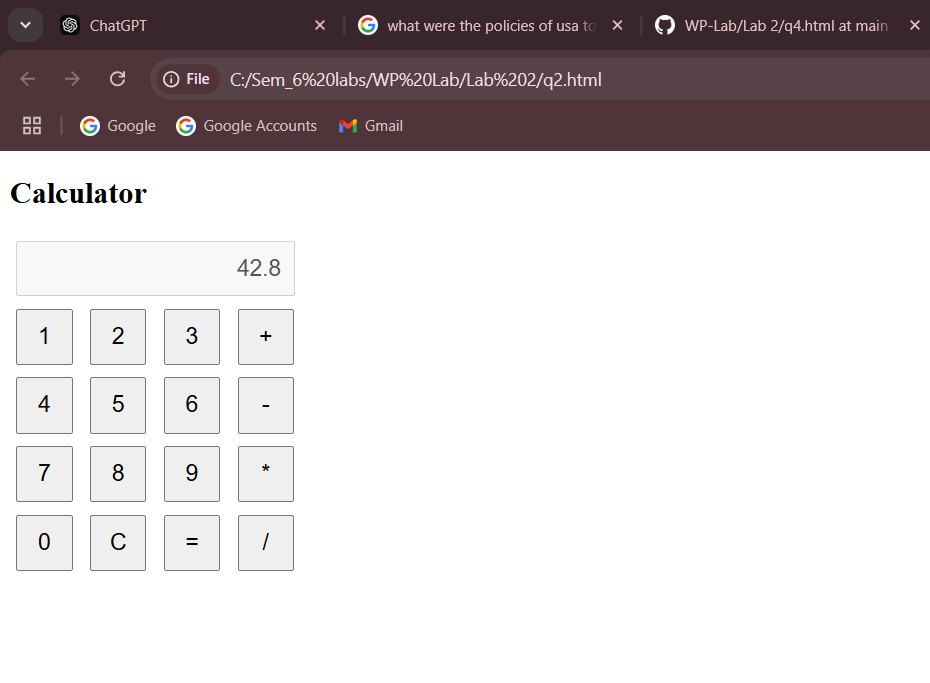 ChatGPT what were the policies of usa to WP-Lab/Lab 2/q4.html at main
File C:/Sem_6%20labs/WP%20Lab/Lab%202/q2.html
Google Google Accounts Gmail
Calculator
42.8
1 2 3 +
4 5 6 -
7 8 9 *
0 C = /